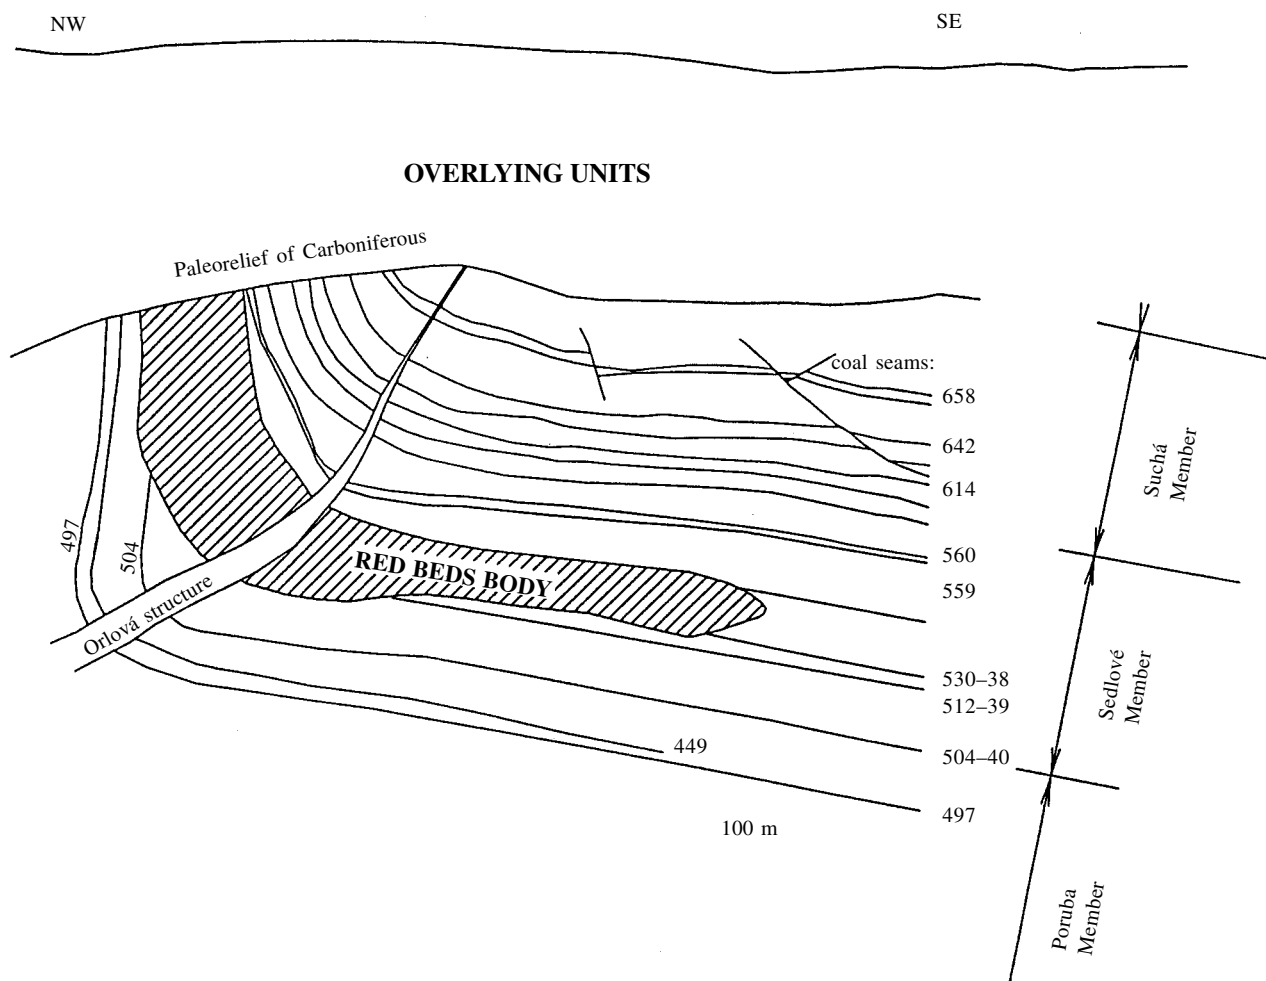 NW
SE
OVERLYING UNITS
Paleorelief of Carboniferous
coal seams:
658
642
614
560
559
530–38
512–39
504–40
497
449
497
504
Orlová structure
RED BEDS BODY
100 m
Suchá
Member
Sedlové
Member
Poruba
Member